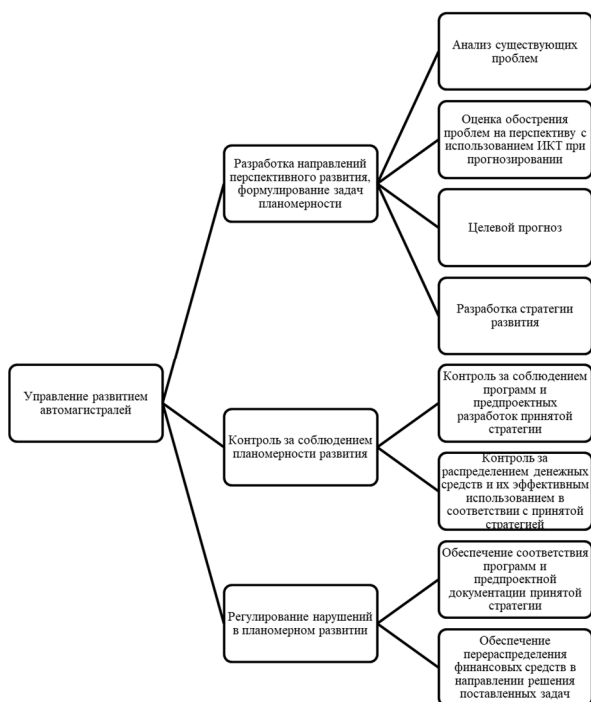 Анализ существующих
проблем
Оценка обострения
проблем на перспективу с
использованием ИКТ при
прогнозировании
Разработка направлений
перспективного развития,
формулирование задач
планомерности
Целевой прогноз
Разработка стратегии
развития
Управление развитием
автомагистралей
Контроль за соблюдением
программ и
предпроектных
разработок принятой
стратегии
Контроль за соблюдением
планомерности развития
Контроль за
распределением денежных
средств и их эффективным
использованием в
соответствии с принятой
стратегией
Обеспечение соответствия
программ и
предпроектной
документации принятой
стратегии
Регулирование нарушений
в планомерном развитии
Обеспечение
перераспределения
финансовых средств в
направлении решения
поставленных задач